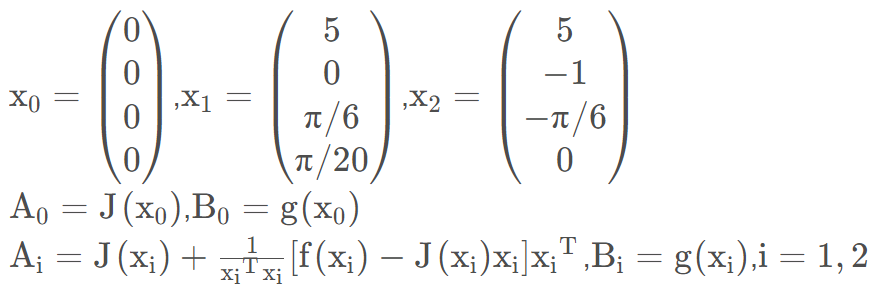 x₀ = (0 0 0 0), x₁ = (5 0 π/6 π/20), x₂ = (5 −1 −π/6 0)
A₀ = J(x₀), B₀ = g(x₀)
Aᵢ = J(xᵢ) + 1/(xᵢᵀxᵢ) [f(xᵢ) − J(xᵢ)xᵢ]xᵢᵀ, Bᵢ = g(xᵢ), i = 1, 2